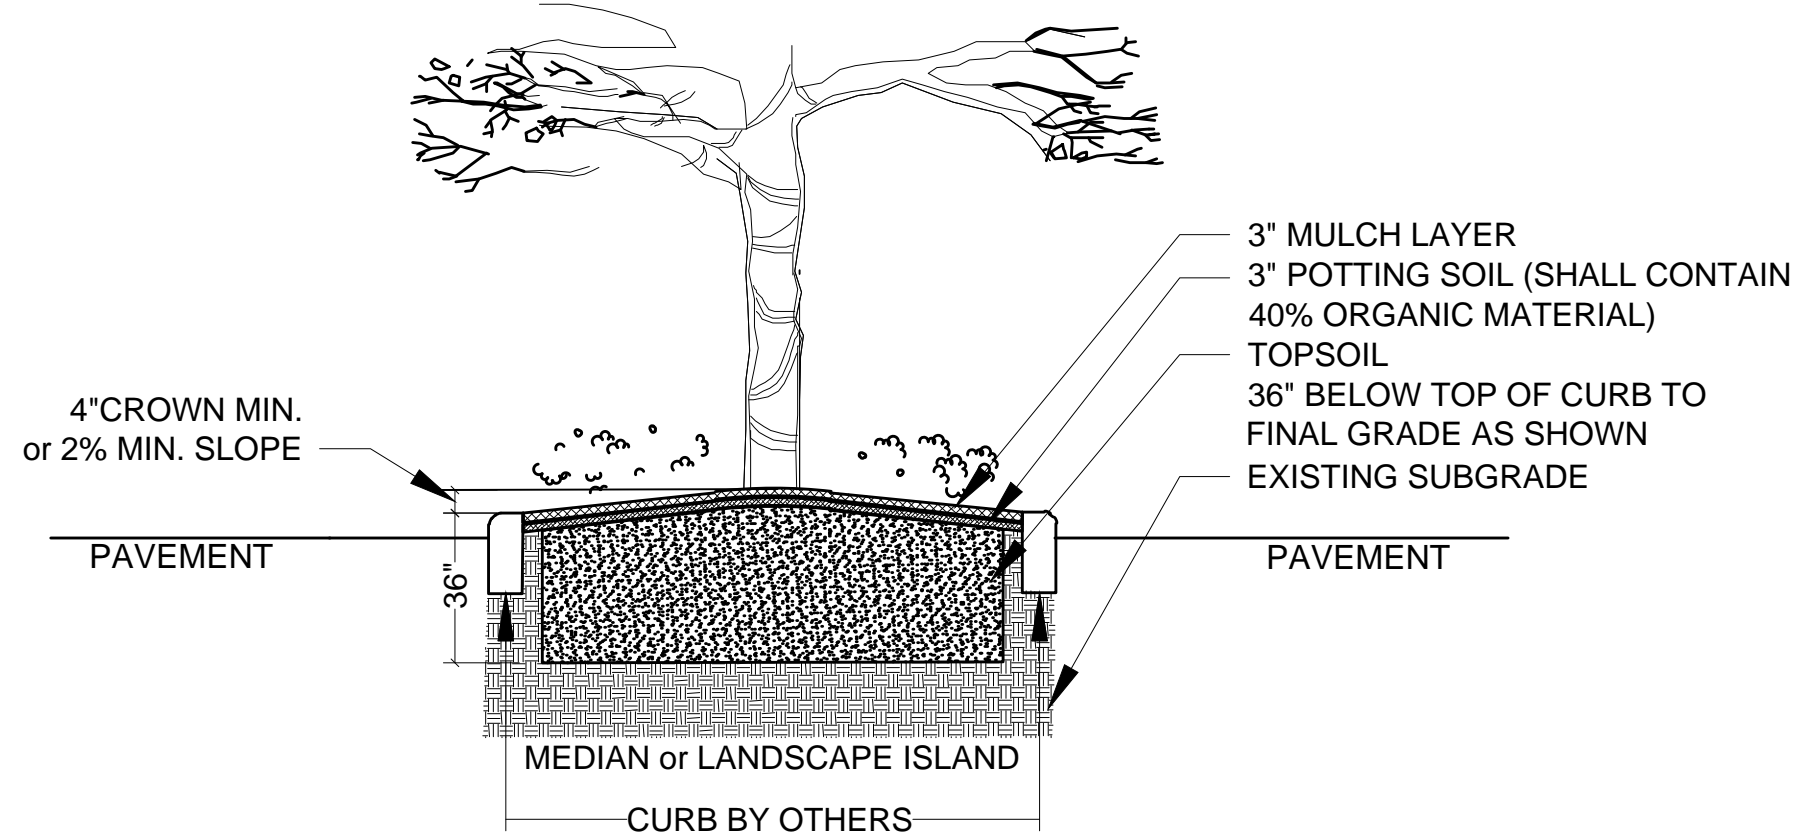 3" MULCH LAYER
3" POTTING SOIL (SHALL CONTAIN
40% ORGANIC MATERIAL)
TOPSOIL
36" BELOW TOP OF CURB TO
FINAL GRADE AS SHOWN
EXISTING SUBGRADE
4"CROWN MIN.
or 2% MIN. SLOPE
PAVEMENT
36"
PAVEMENT
MEDIAN or LANDSCAPE ISLAND
CURB BY OTHERS